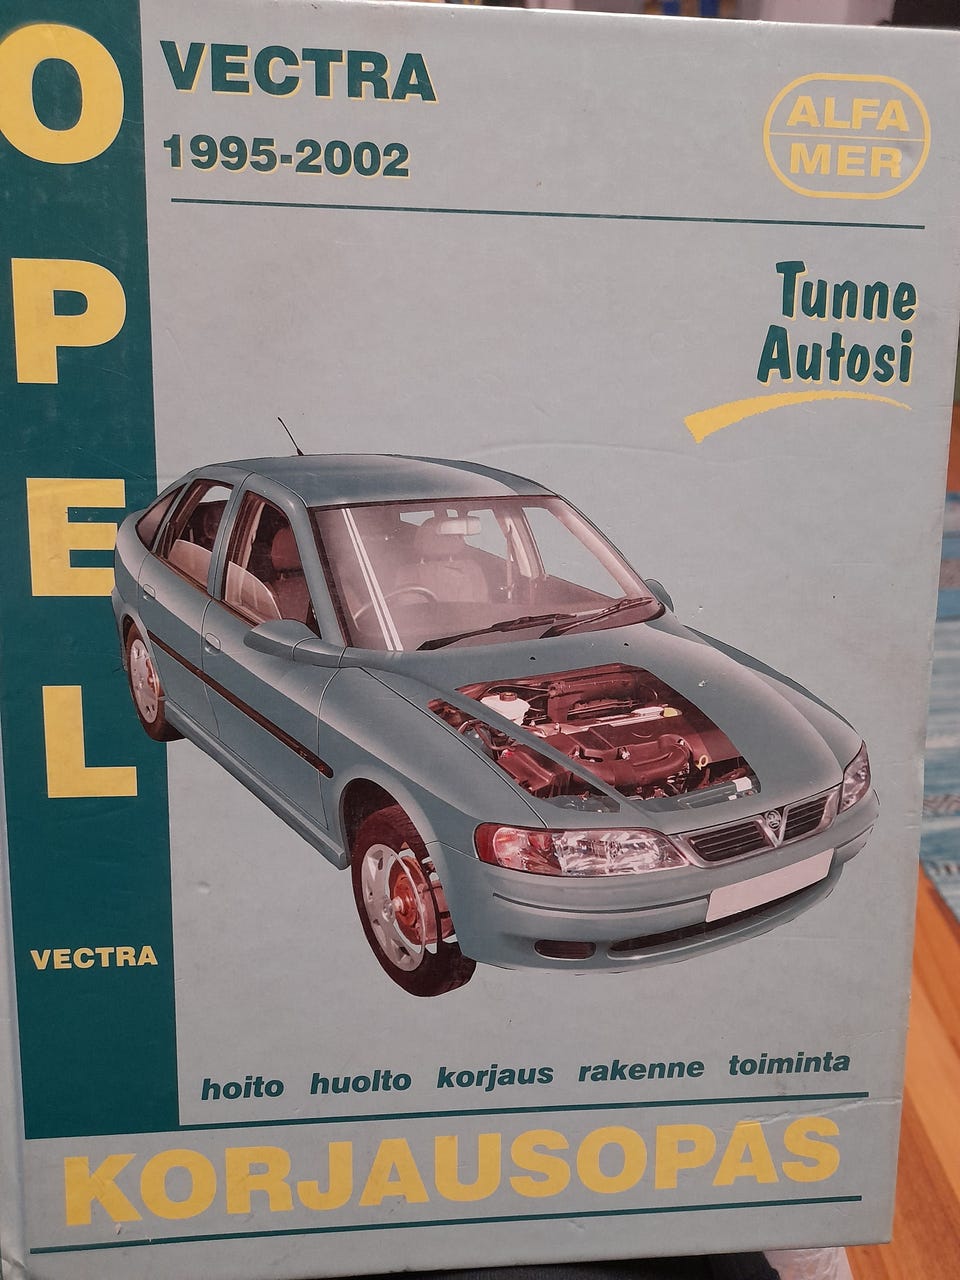 OPEL
VECTRA
1995-2002
ALFA
MER
Tunne
Autosi
VECTRA
hoito huolto korjaus rakenne toiminta
KORJAUSOPAS